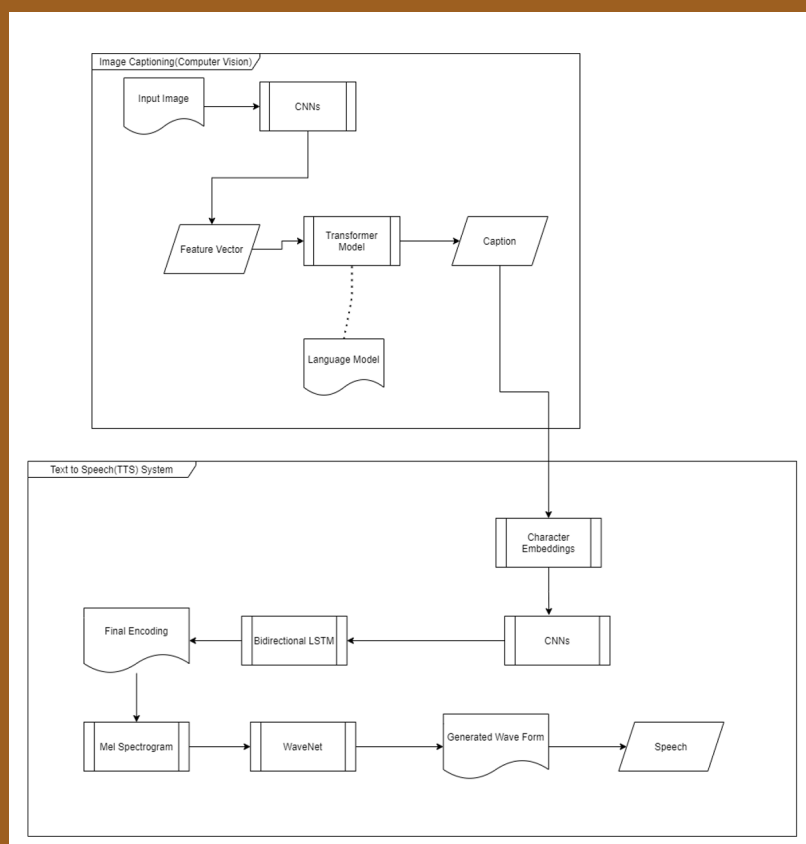 Image Captioning(Computer Vision)
Input Image
CNNs
Feature Vector
Transformer
Model
Caption
Language Model
Text to Speech(TTS) System
Character
Embeddings
CNNs
Bidirectional LSTM
Final Encoding
Mel Spectrogram
WaveNet
Generated Wave Form
Speech